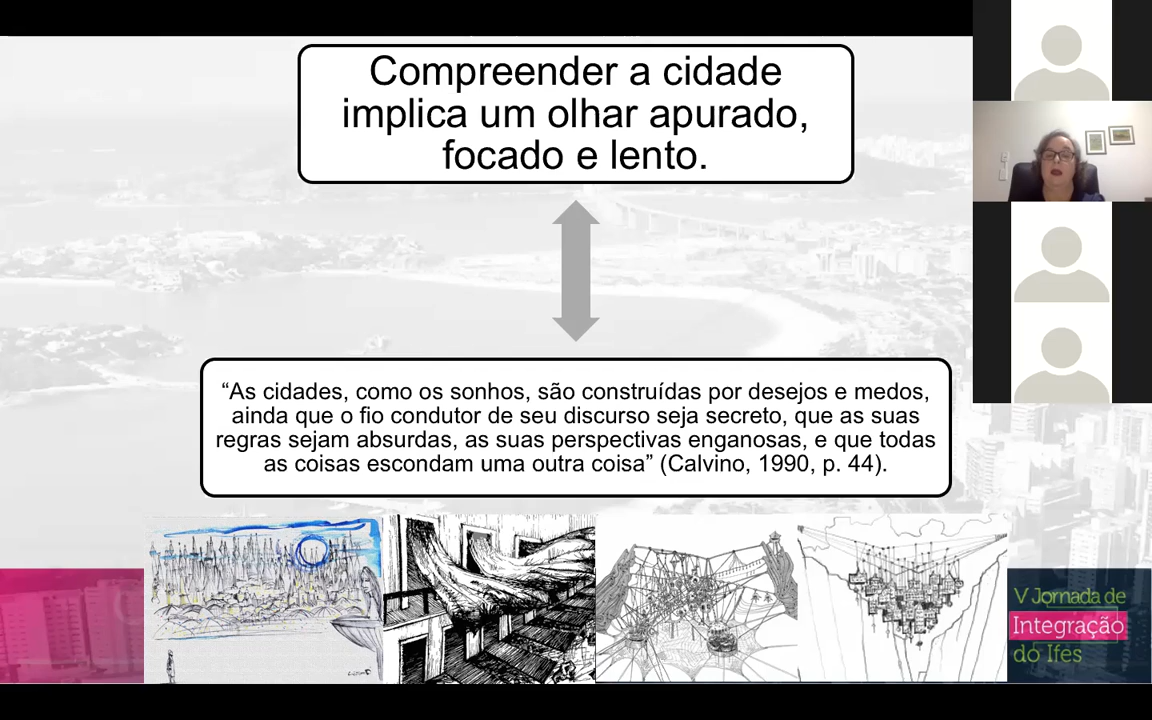 Compreender a cidade
implica um olhar apurado,
focado e lento.
“As cidades, como os sonhos, são construídas por desejos e medos,
ainda que o fio condutor de seu discurso seja secreto, que as suas
regras sejam absurdas, as suas perspectivas enganosas, e que todas
as coisas escondam uma outra coisa” (Calvino, 1990, p. 44).
V Jornada de
Integração
do Ifes